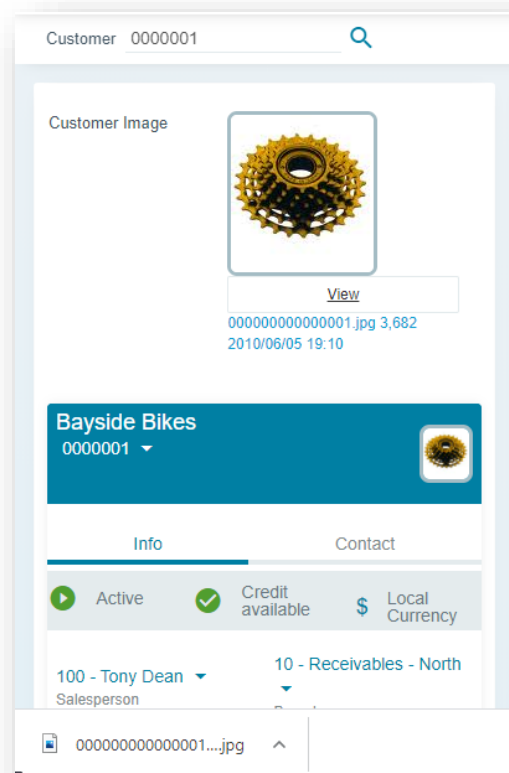 Customer 0000001
Customer Image
View
000000000000001.jpg 3,682
2010/06/05 19:10
Bayside Bikes
0000001
Info Contact
Active
Credit available
$ Local Currency
100 - Tony Dean
Salesperson
10 - Receivables - North
000000000000001....jpg